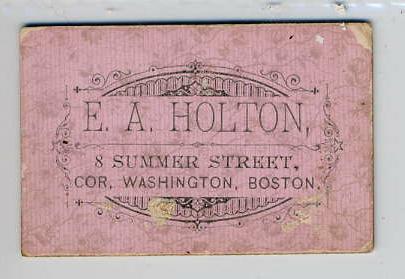 E. A. HOLTON,
8 SUMMER STREET,
COR, WASHINGTON, BOSTON.